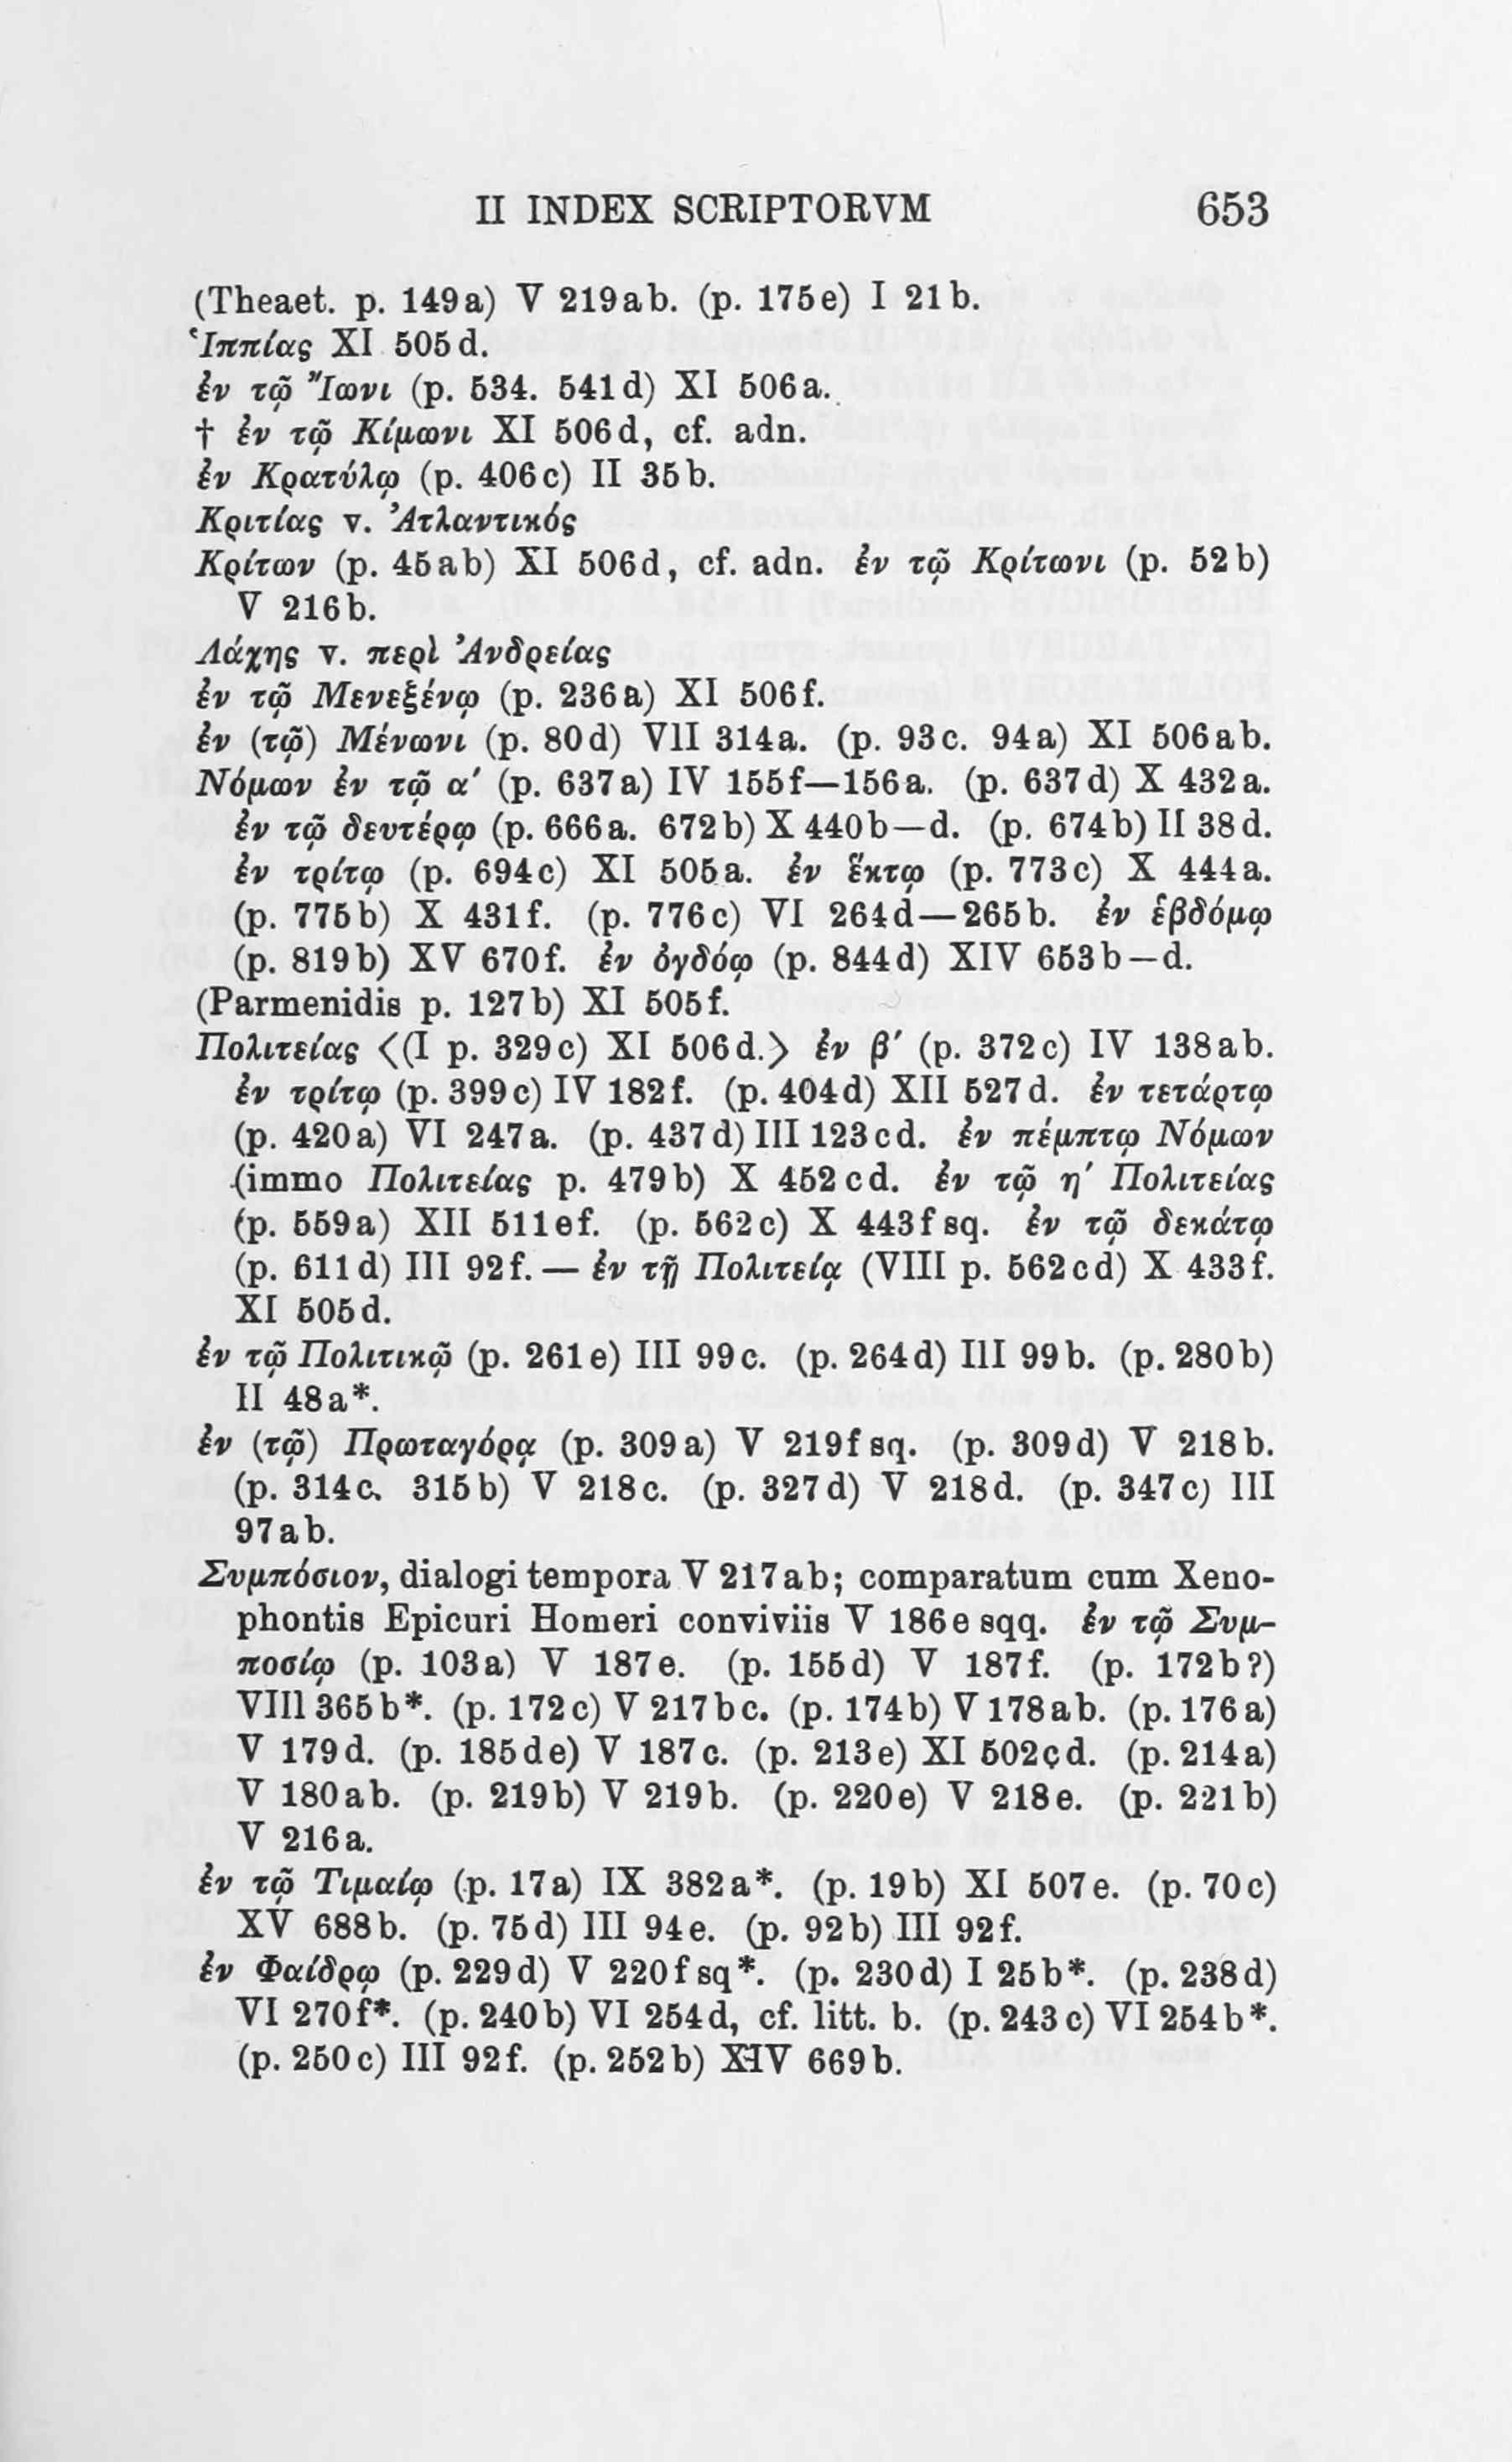 II INDEX SCRIPTORVM 653
(Theaet. p. 149a) V 219ab. (p. 175e) I 21b.
Ἱππίας XI 505d.
ἐν τῷ Ἴωνι (p. 534. 541d) XI 506a.
† ἐν τῷ Κίμωνι XI 506d, cf. adn.
ἐν Κρατύλῳ (p. 406c) II 35b.
Κριτίας v. Ἀτλαντικός
Κρίτων (p. 45ab) XI 506d, cf. adn. ἐν τῷ Κρίτωνι (p. 52b)
V 216b.
Λάχης v. περὶ Ἀνδρείας
ἐν τῷ Μενεξένῳ (p. 236a) XI 506f.
ἐν (τῷ) Μένωνι (p. 80d) VII 314a. (p. 93c. 94a) XI 506ab.
Νόμων ἐν τῷ α′ (p. 637a) IV 155f—156a. (p. 637d) X 432a.
ἐν τῷ δευτέρῳ (p. 666a. 672b) X 440b—d. (p. 674b) II 38d.
ἐν τρίτῳ (p. 694c) XI 505a. ἐν ἕκτῳ (p. 773c) X 444a.
(p. 775b) X 431f. (p. 776c) VI 264d—265b. ἐν ἑβδόμῳ
(p. 819b) XV 670f. ἐν ὀγδόῳ (p. 844d) XIV 653b—d.
(Parmenidis p. 127b) XI 505f.
Πολιτείας ⟨(I p. 329c) XI 506d.⟩ ἐν β′ (p. 372c) IV 138ab.
ἐν τρίτῳ (p. 399c) IV 182f. (p. 404d) XII 527d. ἐν τετάρτῳ
(p. 420a) VI 247a. (p. 437d) III 123cd. ἐν πέμπτῳ Νόμων
(immo Πολιτείας p. 479b) X 452cd. ἐν τῷ η′ Πολιτείας
(p. 559a) XII 511ef. (p. 562c) X 443f sq. ἐν τῷ δεκάτῳ
(p. 611d) III 92f. — ἐν τῇ Πολιτείᾳ (VIII p. 562cd) X 433f.
XI 505d.
ἐν τῷ Πολιτικῷ (p. 261e) III 99c. (p. 264d) III 99b. (p. 280b)
II 48a*.
ἐν (τῷ) Πρωταγόρᾳ (p. 309a) V 219f sq. (p. 309d) V 218b.
(p. 314c. 315b) V 218c. (p. 327d) V 218d. (p. 347c) III
97ab.
Συμπόσιον, dialogi tempora V 217ab; comparatum cum Xeno-
phontis Epicuri Homeri conviviis V 186e sqq. ἐν τῷ Συμ-
ποσίῳ (p. 103a) V 187e. (p. 155d) V 187f. (p. 172b?)
VIII 365b*. (p. 172c) V 217bc. (p. 174b) V 178ab. (p. 176a)
V 179d. (p. 185de) V 187c. (p. 213e) XI 502cd. (p. 214a)
V 180ab. (p. 219b) V 219b. (p. 220e) V 218e. (p. 221b)
V 216a.
ἐν τῷ Τιμαίῳ (p. 17a) IX 382a*. (p. 19b) XI 507e. (p. 70c)
XV 688b. (p. 75d) III 94e. (p. 92b) III 92f.
ἐν Φαίδρῳ (p. 229d) V 220f sq*. (p. 230d) I 25b*. (p. 238d)
VI 270f*. (p. 240b) VI 254d, cf. litt. b. (p. 243c) VI 254b*.
(p. 250c) III 92f. (p. 252b) XIV 669b.